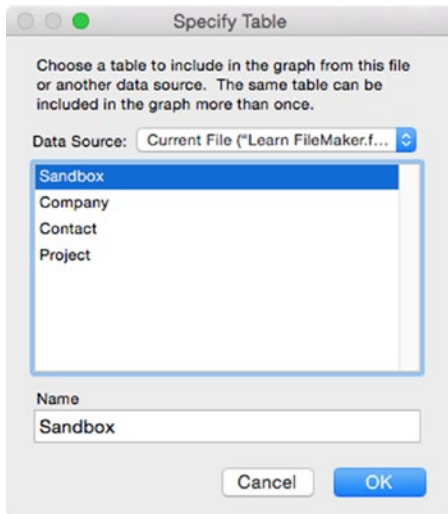 Specify Table
Choose a table to include in the graph from this file
or another data source. The same table can be
included in the graph more than once.
Data Source: Current File ("Learn FileMaker.f...
Sandbox
Company
Contact
Project
Name
Sandbox
Cancel OK